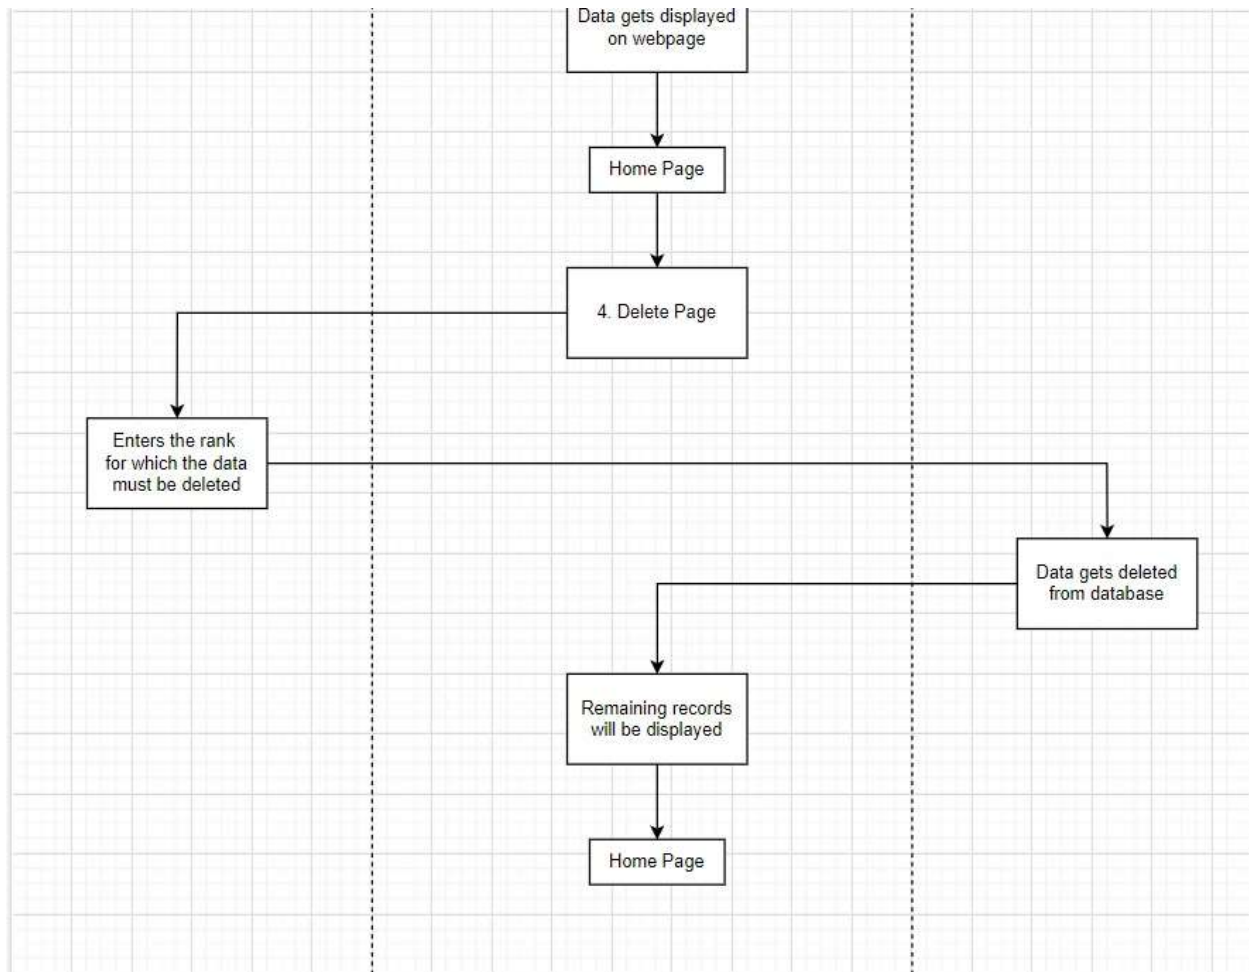 Data gets displayed
on webpage
Home Page
4. Delete Page
Enters the rank
for which the data
must be deleted
Data gets deleted
from database
Remaining records
will be displayed
Home Page